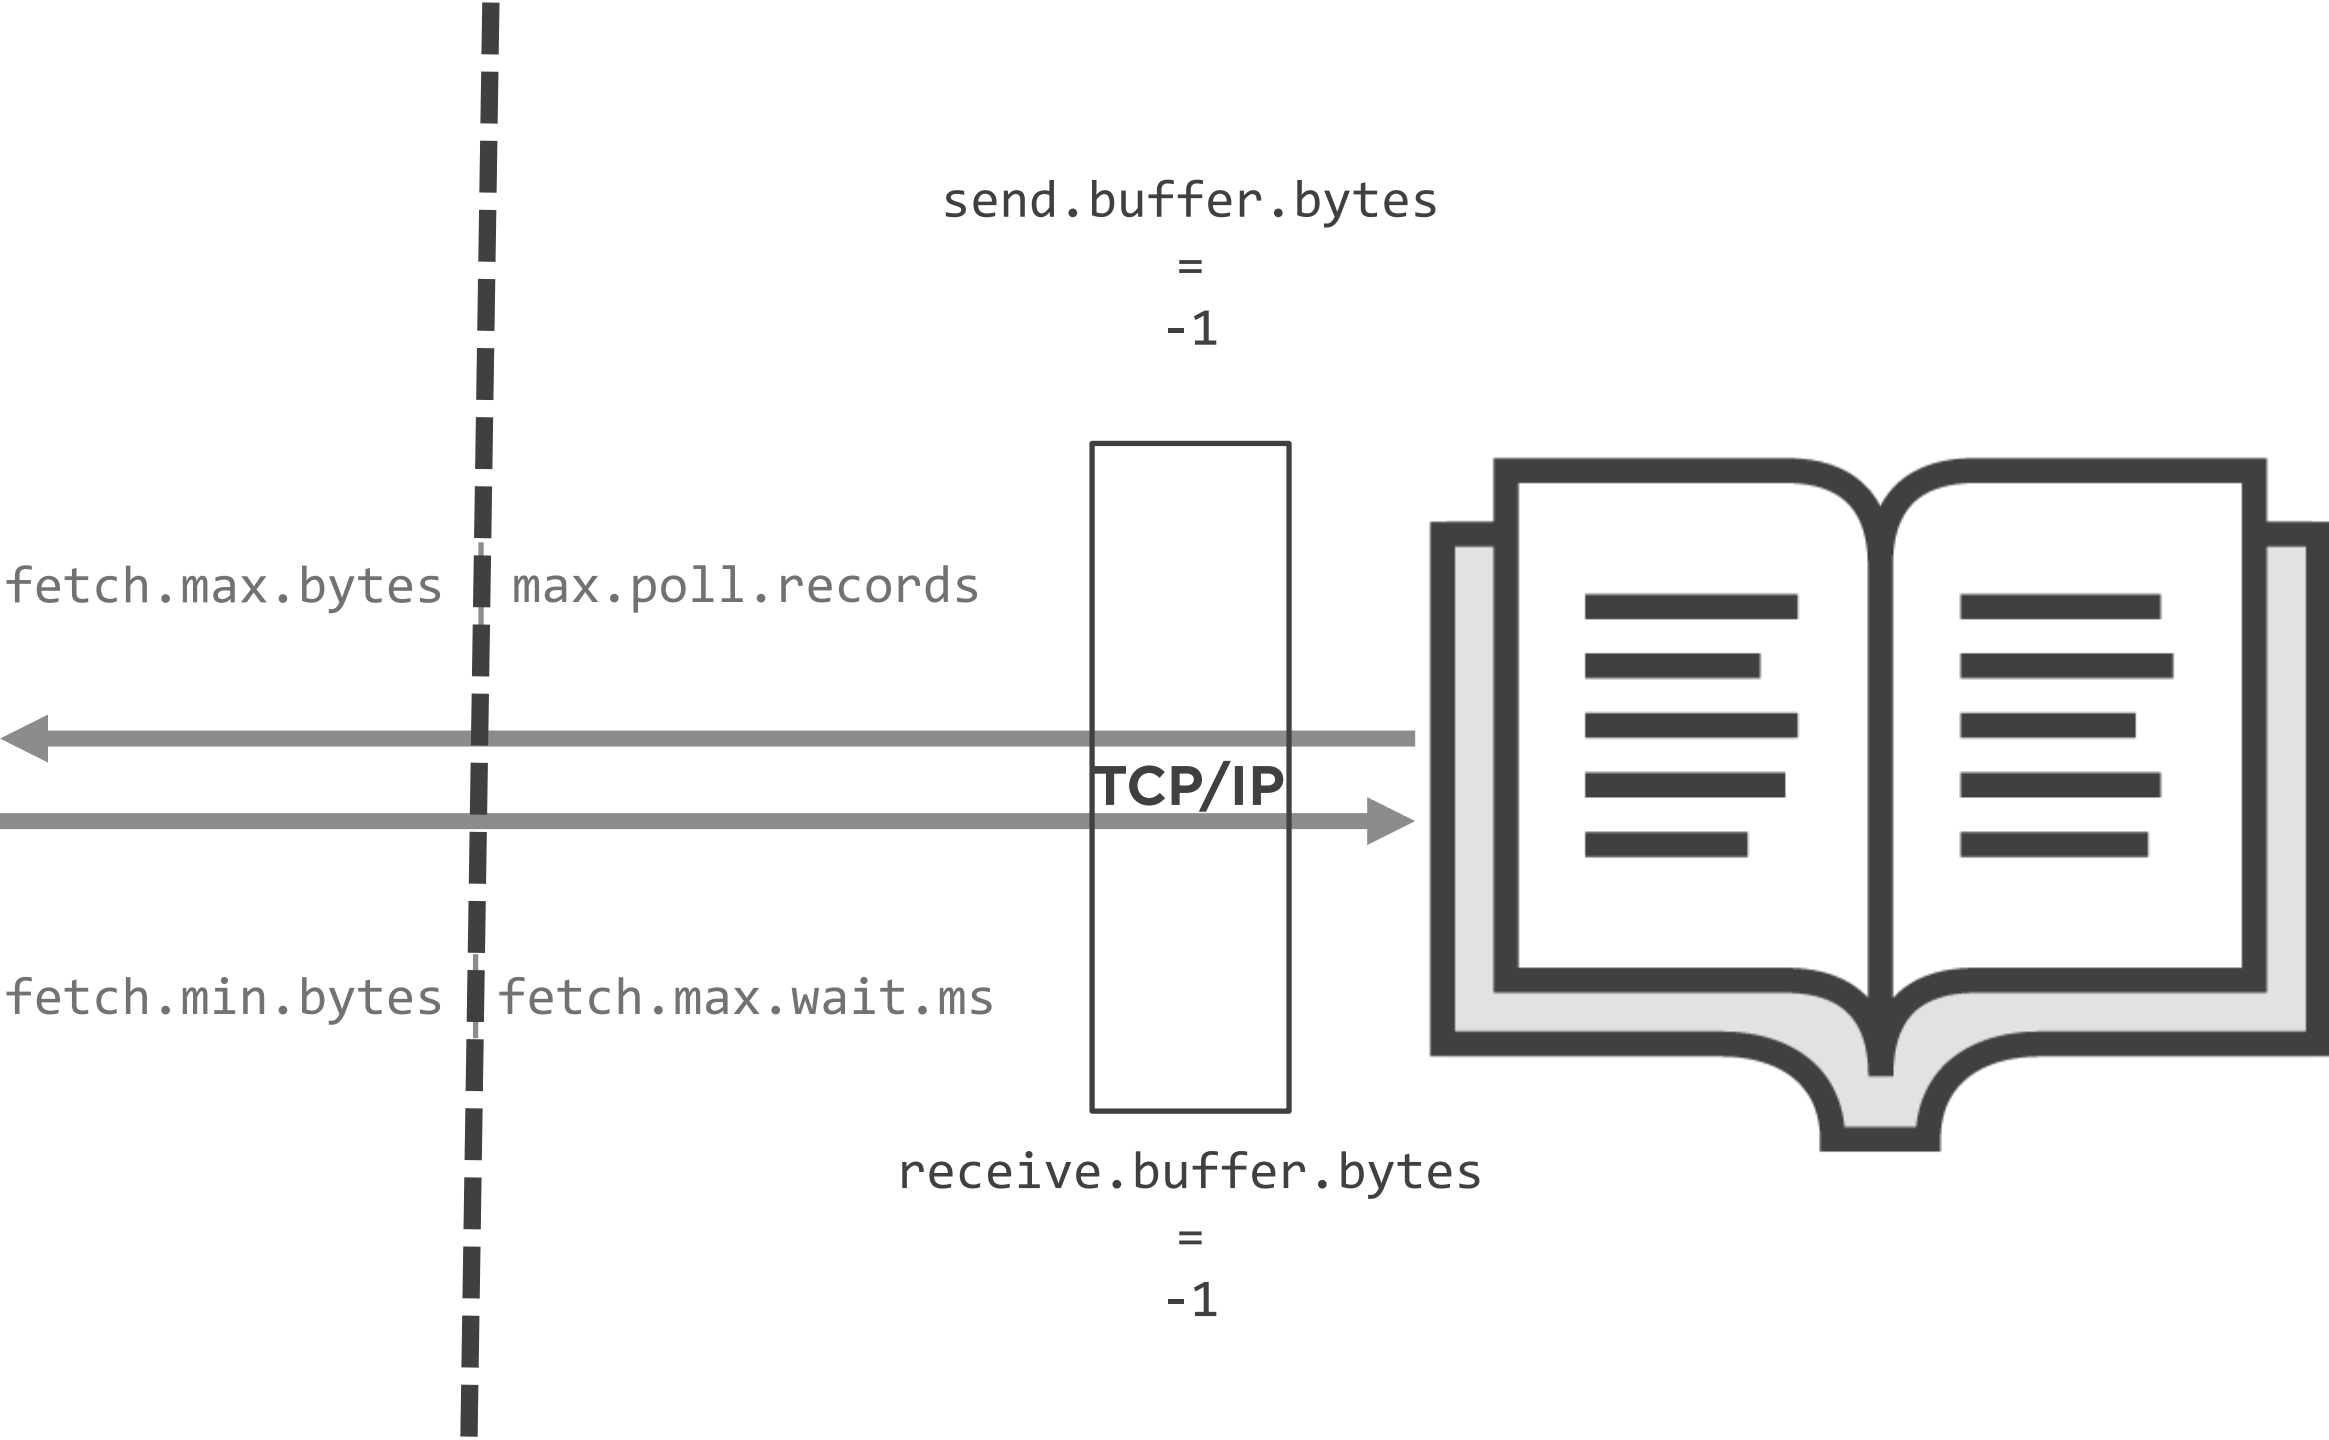 send.buffer.bytes
=
-1
fetch.max.bytes
max.poll.records
TCP/IP
fetch.min.bytes
fetch.max.wait.ms
receive.buffer.bytes
=
-1